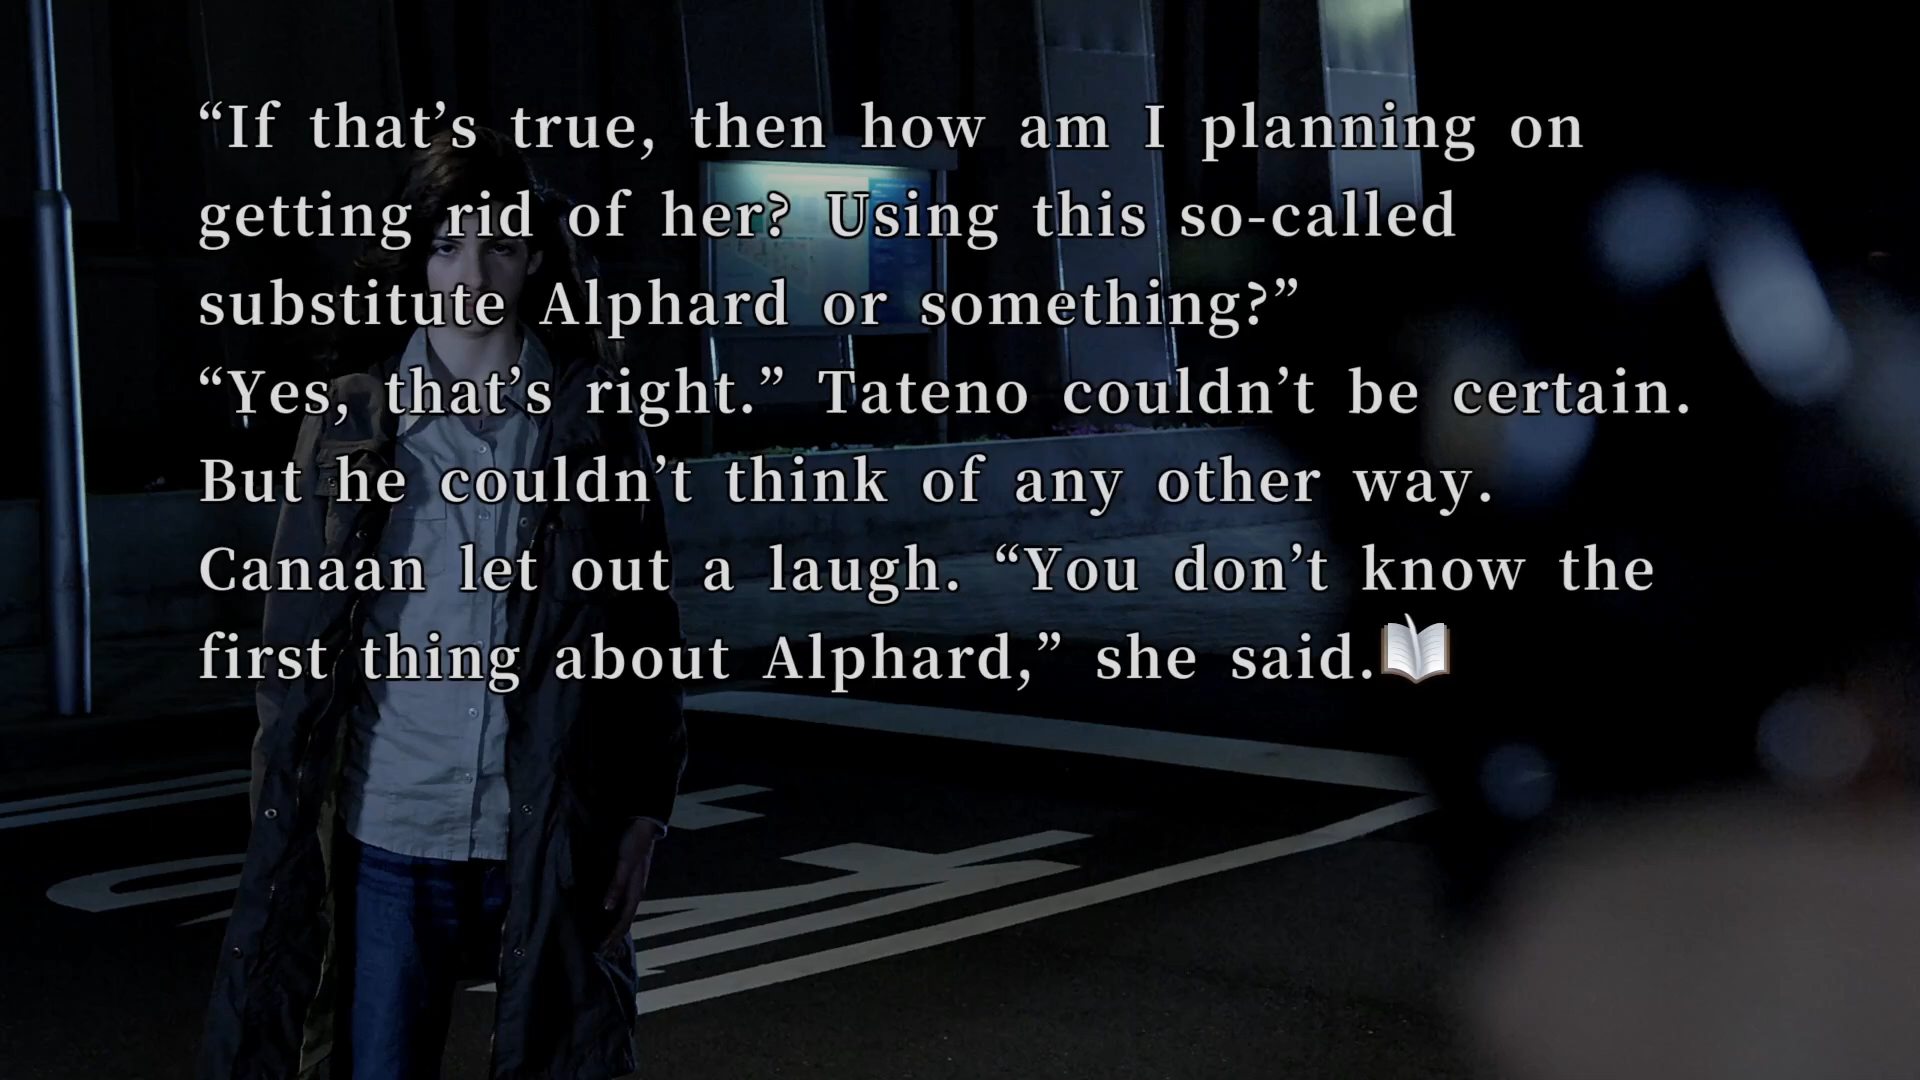 “If that’s true, then how am I planning on
getting rid of her? Using this so-called
substitute Alphard or something?”
“Yes, that’s right.” Tateno couldn’t be certain.
But he couldn’t think of any other way.
Canaan let out a laugh. “You don’t know the
first thing about Alphard,” she said.